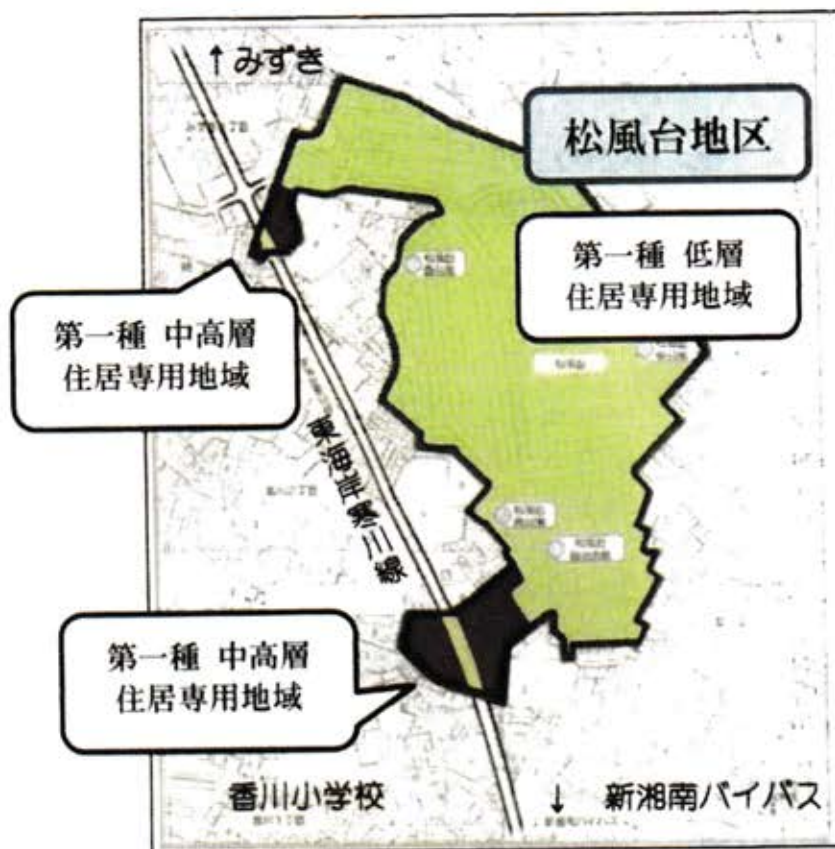 ↑みずき
松風台地区
第一種 低層
住居専用地域
第一種 中高層
住居専用地域
松風台
東海岸寒川線
第一種 中高層
住居専用地域
香川小学校
↓ 新湘南バイパス